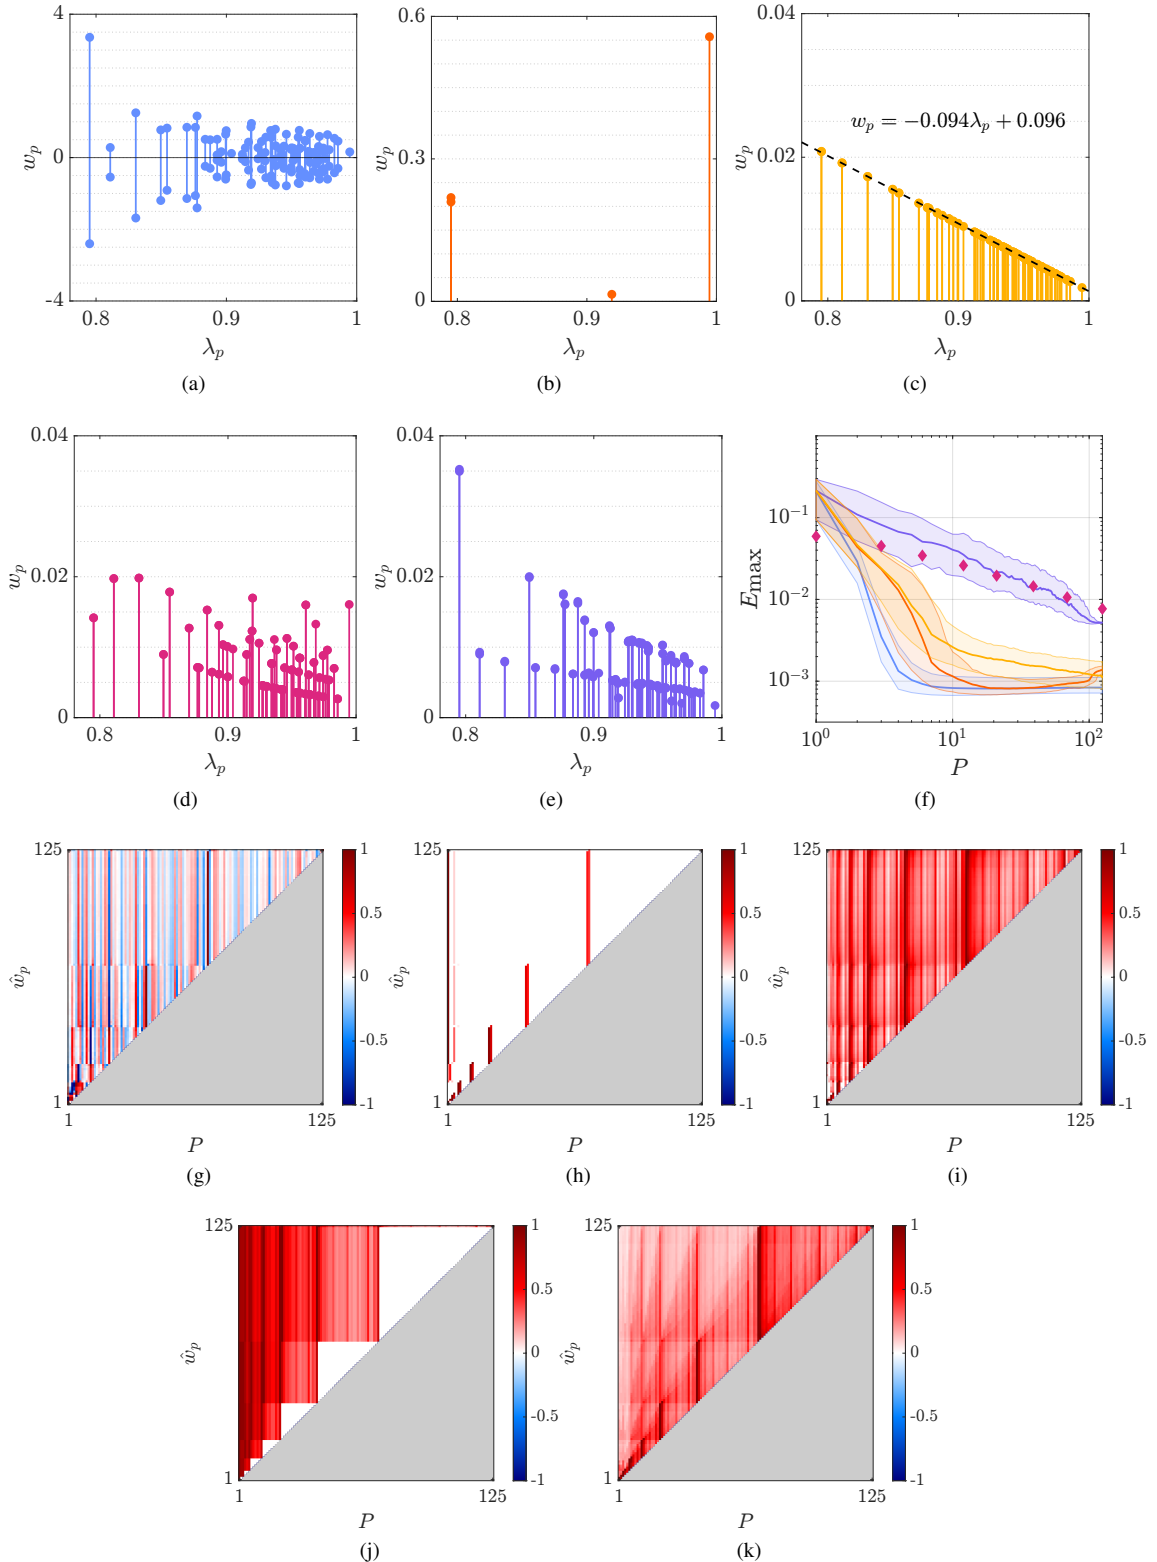 4
0
-4
w_p
0.8
0.9
1
λ_p
(a)
0.6
0.3
0
w_p
0.8
0.9
1
λ_p
(b)
0.04
0.02
0
w_p
w_p = −0.094λ_p + 0.096
0.8
0.9
1
λ_p
(c)
0.04
0.02
0
w_p
0.8
0.9
1
λ_p
(d)
0.04
0.02
0
w_p
0.8
0.9
1
λ_p
(e)
10^−1
10^−2
10^−3
E_max
10^0
10^1
10^2
P
(f)
125
1
ŵ_p
1
125
P
1
0.5
0
-0.5
-1
(g)
125
1
ŵ_p
1
125
P
1
0.5
0
-0.5
-1
(h)
125
1
ŵ_p
1
125
P
1
0.5
0
-0.5
-1
(i)
125
1
ŵ_p
1
125
P
1
0.5
0
-0.5
-1
(j)
125
1
ŵ_p
1
125
P
1
0.5
0
-0.5
-1
(k)